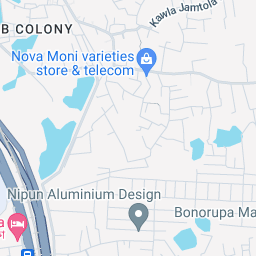 Kawla Jamtola
B COLONY
Nova Moni varieties
store & telecom
Nipun Aluminium Design
Bonorupa Ma